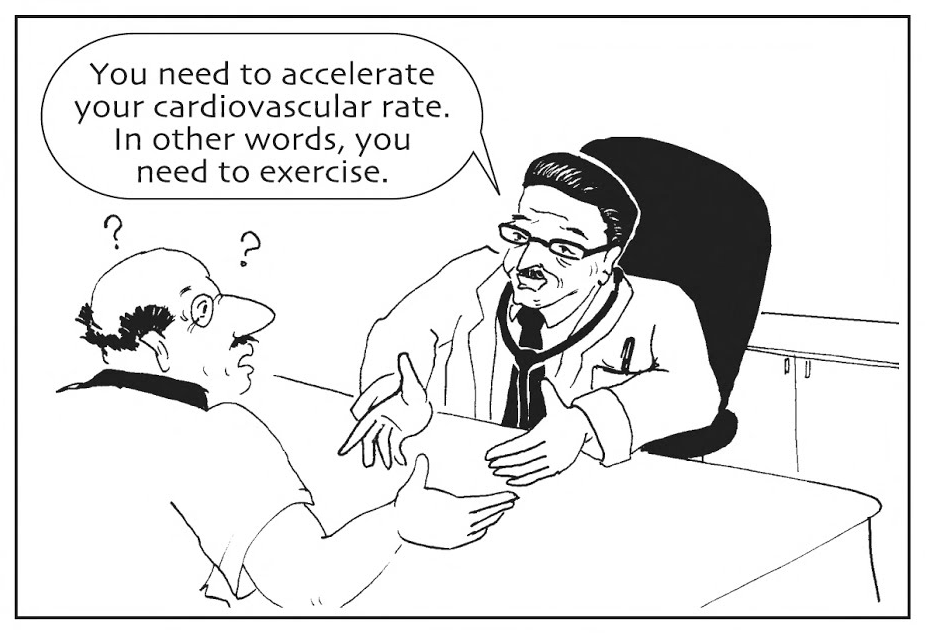 You need to accelerate
your cardiovascular rate.
In other words, you
need to exercise.
?
?